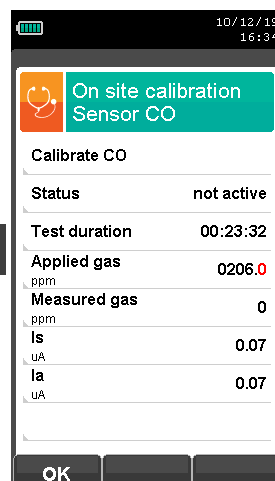 10/12/19
16:34
On site calibration
Sensor CO
Calibrate CO
Status not active
Test duration 00:23:32
Applied gas 0206.0
ppm
Measured gas 0
ppm
Is 0.07
uA
Ia 0.07
uA
OK